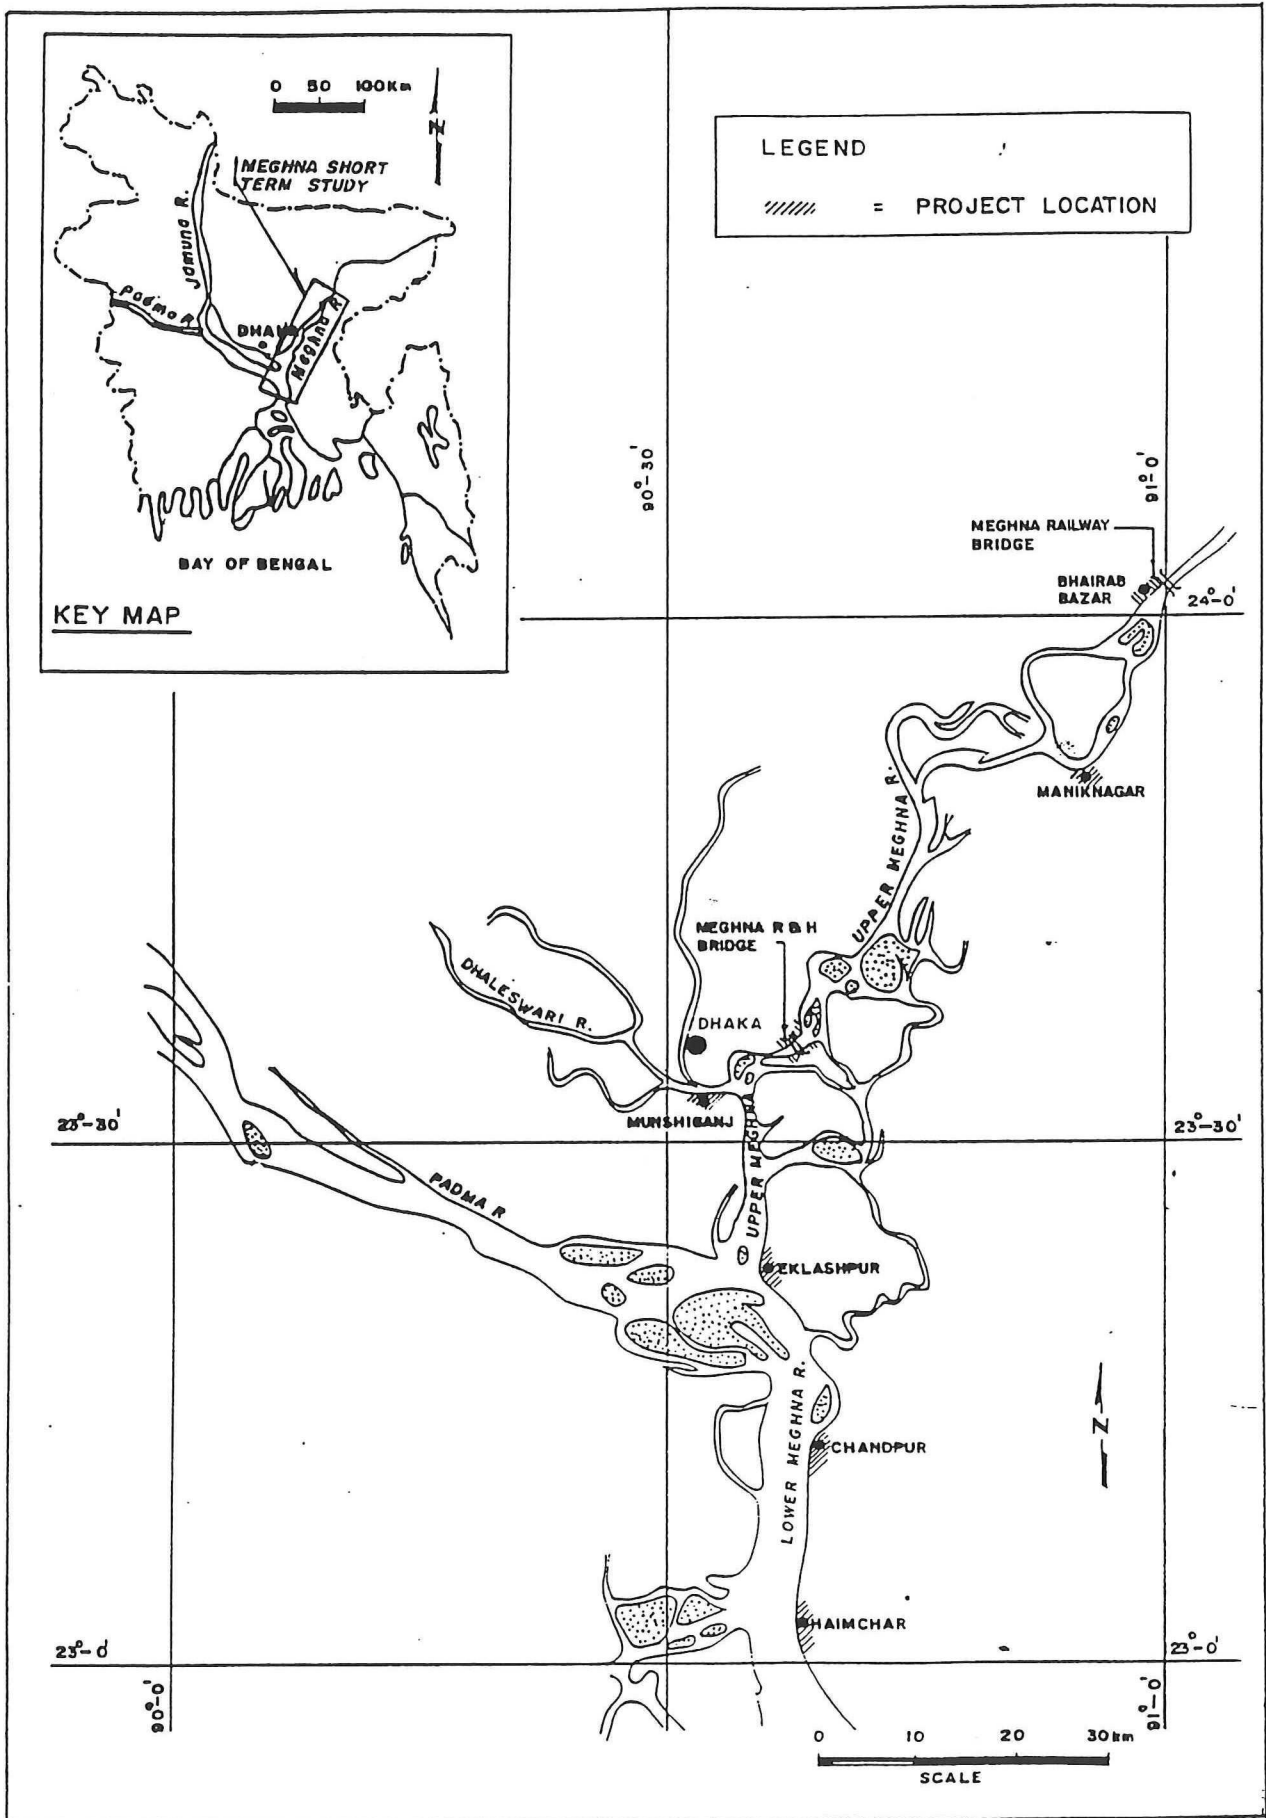 0 50 100Km
N
MEGHNA SHORT
TERM STUDY
Jamuna R.
Padma R
DHAKA
MEGHNA R
BAY OF BENGAL
KEY MAP
LEGEND
= PROJECT LOCATION
90°-30'
91°-0'
MEGHNA RAILWAY
BRIDGE
BHAIRAB
BAZAR
24°-0'
MANIKNAGAR
UPPER MEGHNA R.
MEGHNA R & H
BRIDGE
DHALESWARI R.
DHAKA
MUNSHIGANJ
23°-30'
23°-30'
UPPER MEGHNA
PADMA R
EKLASHPUR
LOWER MEGHNA R.
N
CHANDPUR
HAIMCHAR
23°-0'
23°-0'
90°-0'
91°-0'
0 10 20 30km
SCALE